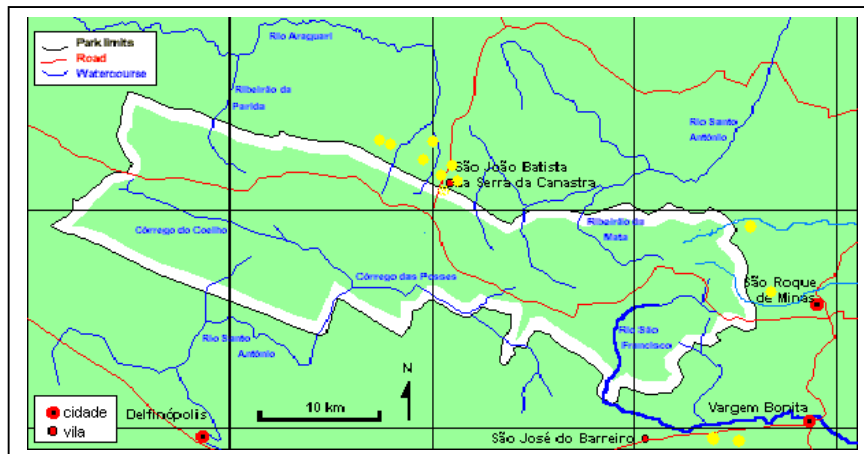 Park limits
Road
Watercourse
Rio Araguari
Ribeirão da
Parida
Rio Santo
Antônio
São João Batista
da Serra da Canastra
Ribeirão da
Mata
Córrego do Coelho
Córrego das Posses
São Roque
de Minas
Rio Santo
Antônio
Rio São
Francisco
N
10 km
cidade
vila
Delfinópolis
Vargem Bonita
São José do Barreiro